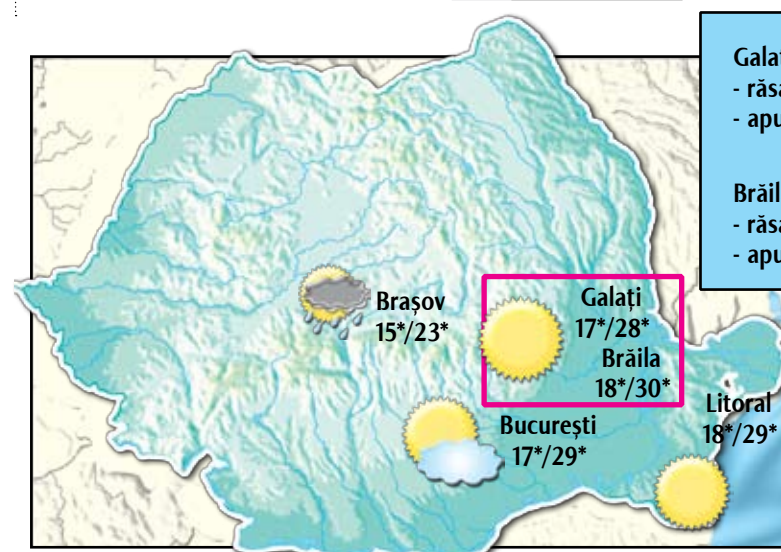 Brașov
15*/23*
Galați
17*/28*
Brăila
18*/30*
București
17*/29*
Litoral
18*/29*